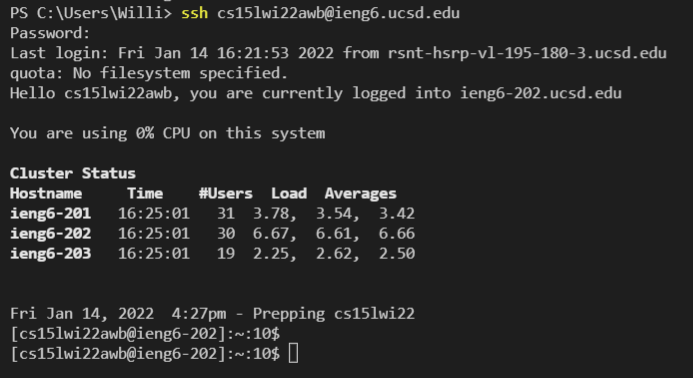 PS C:\Users\Willi> ssh cs15lwi22awb@ieng6.ucsd.edu
Password:
Last login: Fri Jan 14 16:21:53 2022 from rsnt-hsrp-vl-195-180-3.ucsd.edu
quota: No filesystem specified.
Hello cs15lwi22awb, you are currently logged into ieng6-202.ucsd.edu
You are using 0% CPU on this system
Cluster Status
Hostname     Time    #Users  Load  Averages
ieng6-201   16:25:01   31  3.78,  3.54,  3.42
ieng6-202   16:25:01   30  6.67,  6.61,  6.66
ieng6-203   16:25:01   19  2.25,  2.62,  2.50
Fri Jan 14, 2022  4:27pm - Prepping cs15lwi22
[cs15lwi22awb@ieng6-202]:~:10$
[cs15lwi22awb@ieng6-202]:~:10$